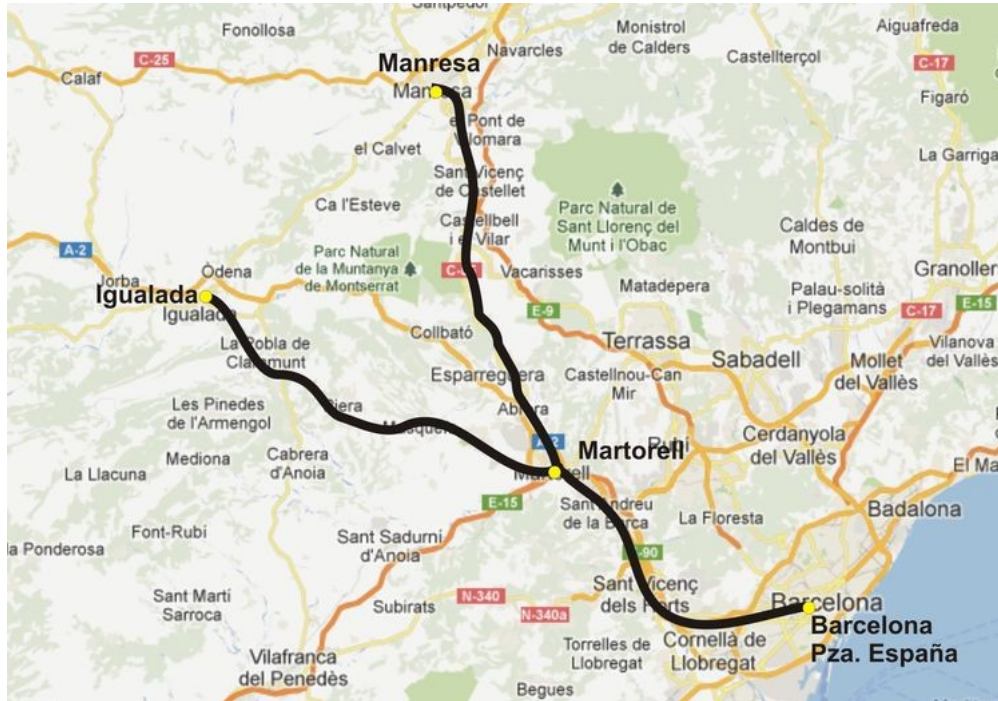 Santpedor
Fonollosa
Monistrol
de Calders
Aiguafreda
Navarcles
Castellterçol
C-25
C-17
Manresa
Calaf
Manresa
Figaró
el Pont de
Vilomara
el Calvet
La Garriga
Sant Vicenç
de Castellet
Parc Natural de
Sant Llorenç del
Munt i l'Obac
Ca l'Esteve
Castellbell
i el Vilar
Caldes de
Montbui
A-2
Parc Natural
de la Muntanya
de Montserrat
Òdena
Jorba
Vacarisses
Matadepera
Granoller
Palau-solità
i Plegamans
Igualada
Igualada
E-9
C-17
E-15
Collbató
Terrassa
Vilanova
del Vallès
La Pobla de
Claramunt
Sabadell
Mollet
del Vallès
Esparreguera
Castellnou-Can
Mir
Les Pinedes
de l'Armengol
Piera
Abrera
Masquefa
A-2
Martorell
Rubí
Cerdanyola
del Vallès
Mediona
Cabrera
d'Anoia
La Llacuna
Martorell
El Ma
E-15
Sant Andreu
de la Barca
La Floresta
Badalona
Font-Rubí
Sant Sadurní
d'Anoia
la Ponderosa
C-90
Sant Martí
Sarroca
Subirats
N-340
N-340a
Sant Vicenç
dels Horts
Barcelona
Barcelona
Pza. España
Torrelles de
Llobregat
Cornellà de
Llobregat
Vilafranca
del Penedès
Begues